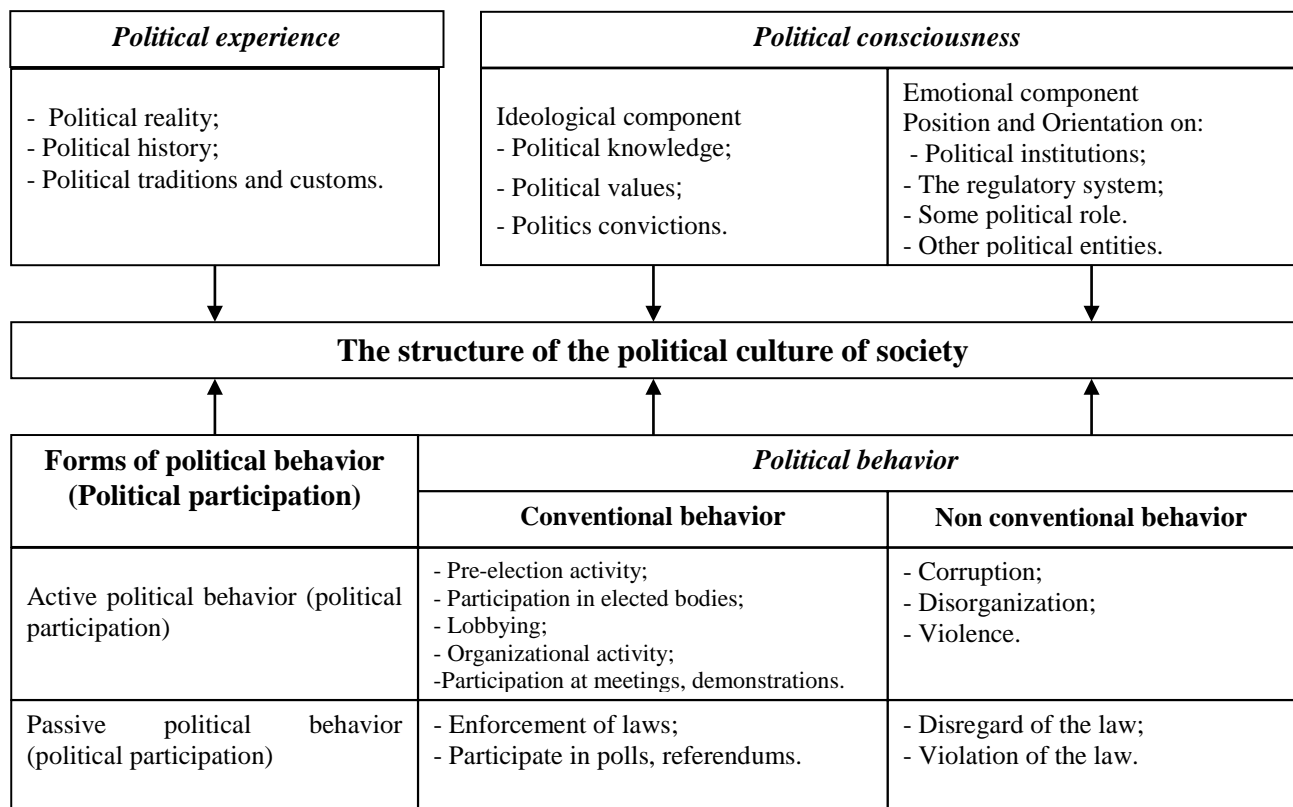 Political experience
- Political reality;
- Political history;
- Political traditions and customs.
Political consciousness
Ideological component
- Political knowledge;
- Political values;
- Politics convictions.
Emotional component
Position and Orientation on:
- Political institutions;
- The regulatory system;
- Some political role.
- Other political entities.
The structure of the political culture of society
Forms of political behavior
(Political participation)
Political behavior
Conventional behavior
Non conventional behavior
Active political behavior (political
participation)
- Pre-election activity;
- Participation in elected bodies;
- Lobbying;
- Organizational activity;
-Participation at meetings, demonstrations.
- Corruption;
- Disorganization;
- Violence.
Passive political behavior
(political participation)
- Enforcement of laws;
- Participate in polls, referendums.
- Disregard of the law;
- Violation of the law.